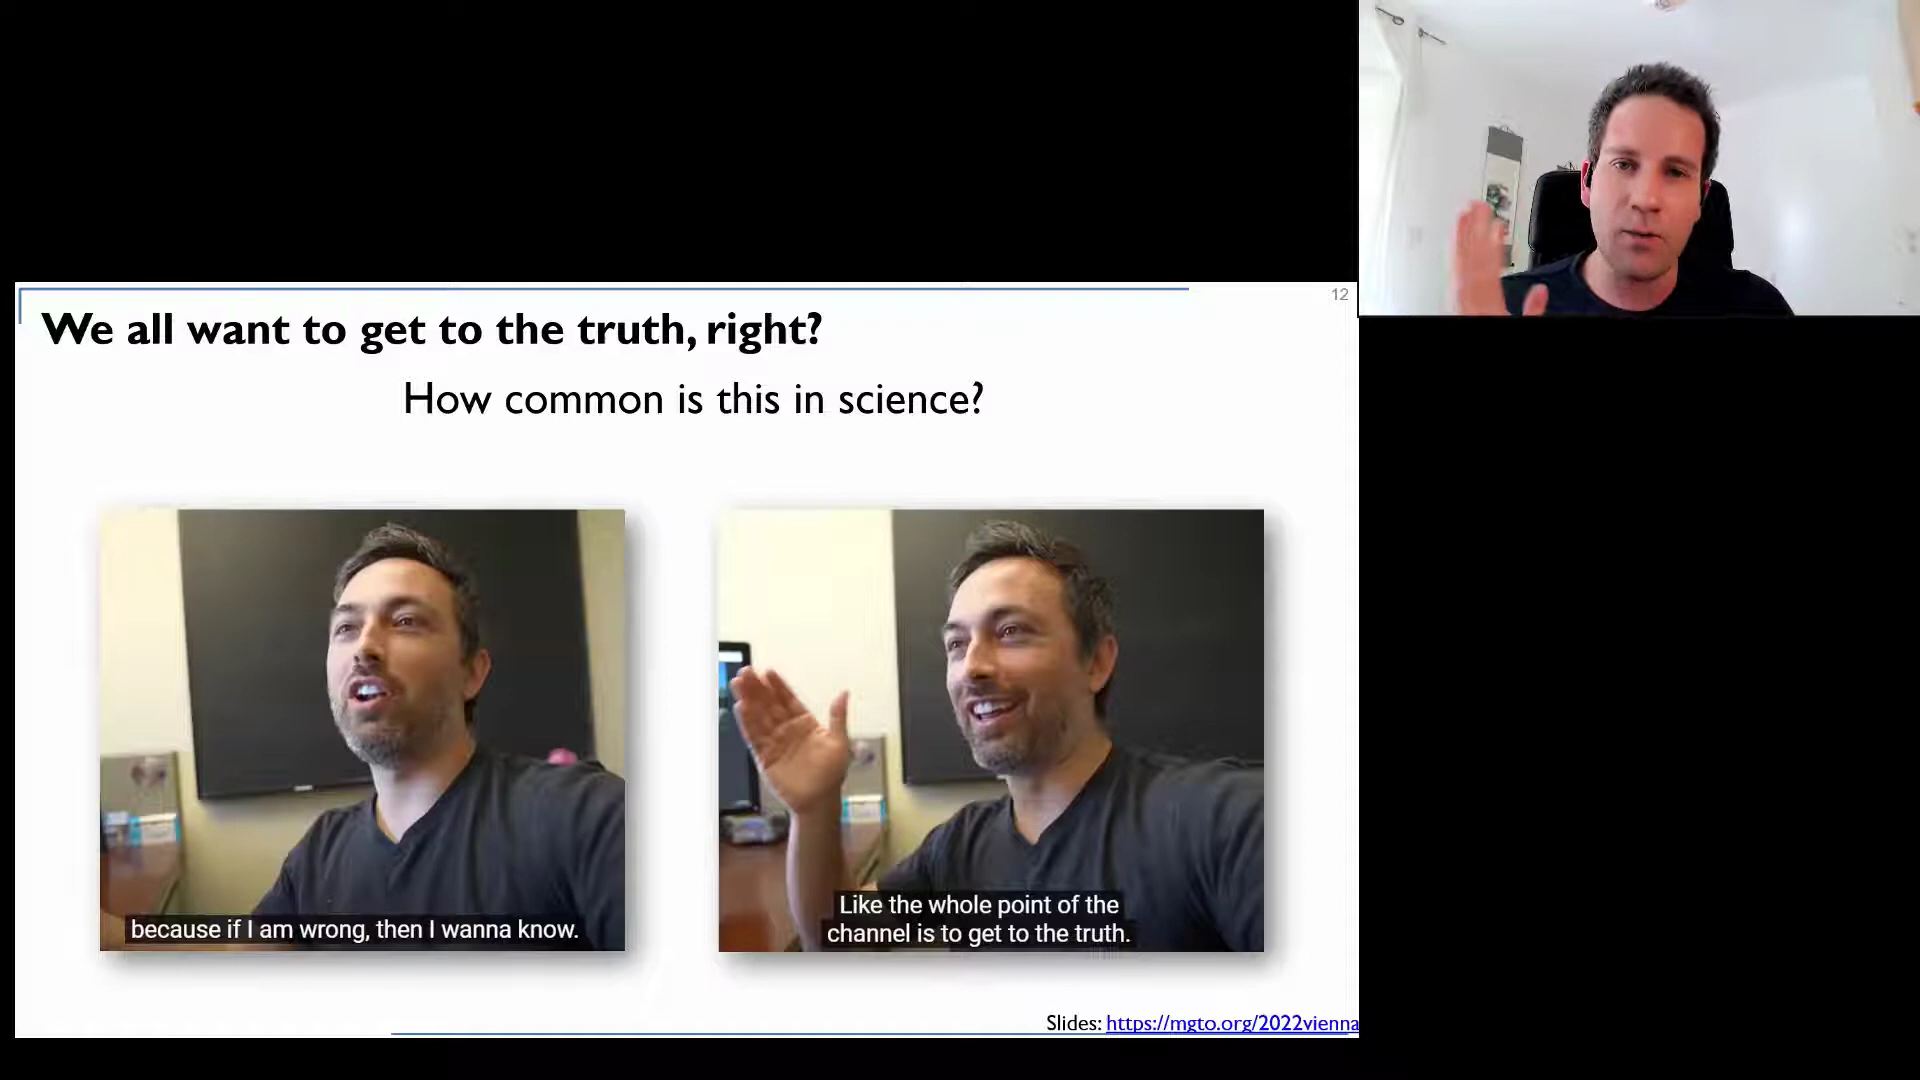 12
We all want to get to the truth, right?
How common is this in science?
because if I am wrong, then I wanna know.
Like the whole point of the
channel is to get to the truth.
Slides: https://mgto.org/2022vienna